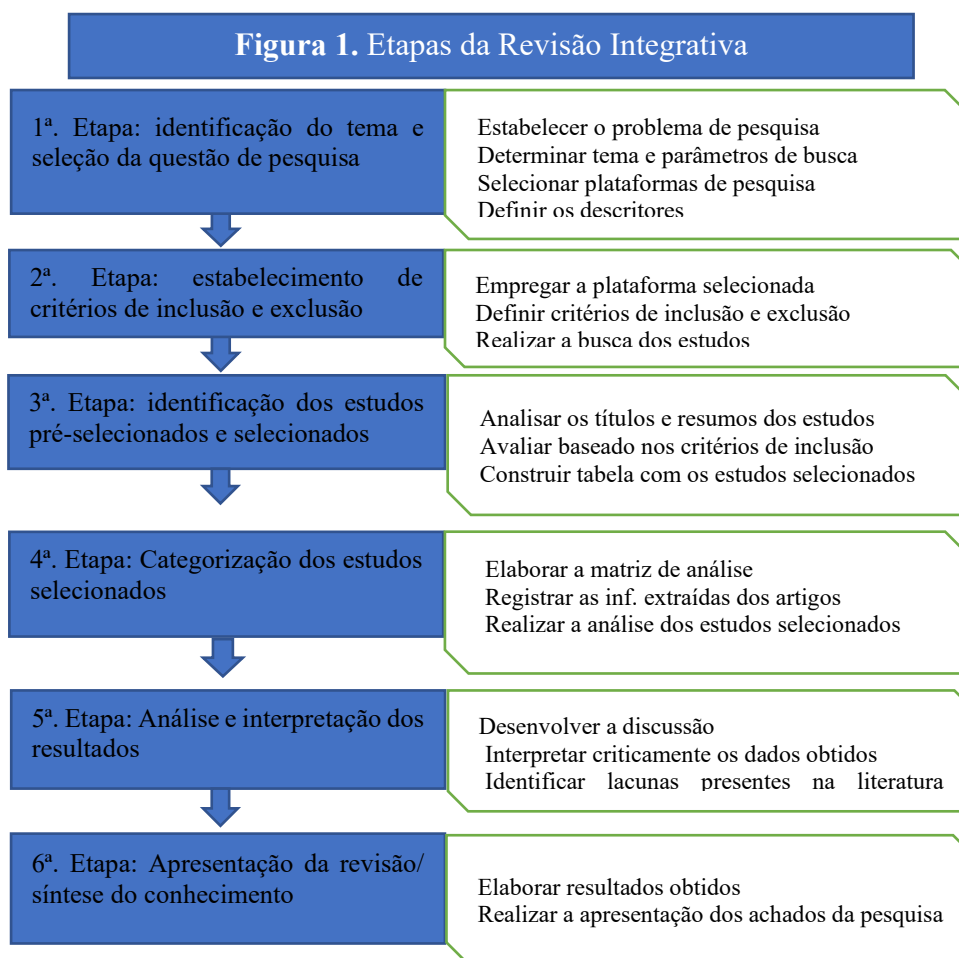 Figura 1. Etapas da Revisão Integrativa
1ª. Etapa: identificação do tema e
seleção da questão de pesquisa
Estabelecer o problema de pesquisa
Determinar tema e parâmetros de busca
Selecionar plataformas de pesquisa
Definir os descritores
2ª. Etapa: estabelecimento de
critérios de inclusão e exclusão
Empregar a plataforma selecionada
Definir critérios de inclusão e exclusão
Realizar a busca dos estudos
3ª. Etapa: identificação dos estudos
pré-selecionados e selecionados
Analisar os títulos e resumos dos estudos
Avaliar baseado nos critérios de inclusão
Construir tabela com os estudos selecionados
4ª. Etapa: Categorização dos estudos
selecionados
Elaborar a matriz de análise
Registrar as inf. extraídas dos artigos
Realizar a análise dos estudos selecionados
5ª. Etapa: Análise e interpretação dos
resultados
Desenvolver a discussão
Interpretar criticamente os dados obtidos
Identificar lacunas presentes na literatura
6ª. Etapa: Apresentação da revisão/
síntese do conhecimento
Elaborar resultados obtidos
Realizar a apresentação dos achados da pesquisa